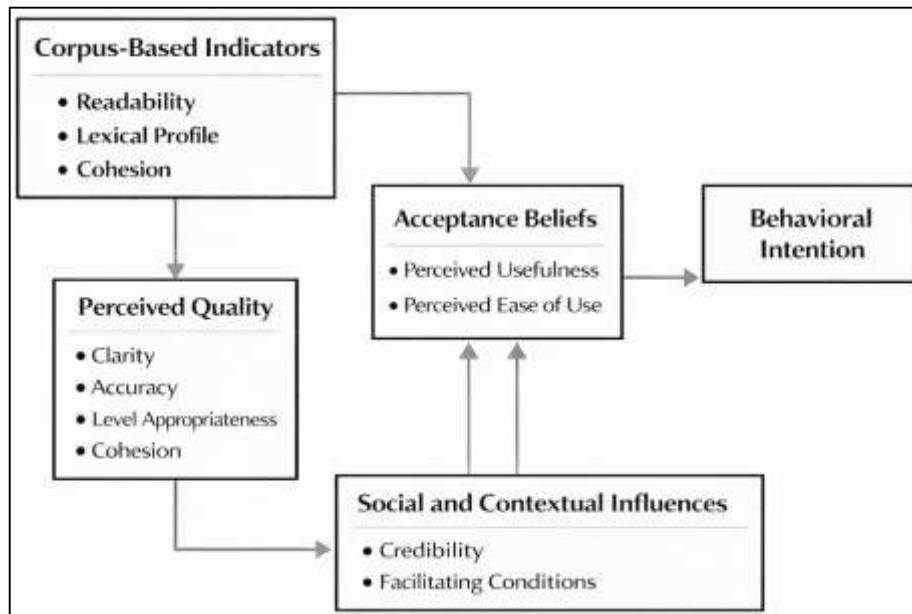 Corpus-Based Indicators
• Readability
• Lexical Profile
• Cohesion
Acceptance Beliefs
• Perceived Usefulness
• Perceived Ease of Use
Behavioral
Intention
Perceived Quality
• Clarity
• Accuracy
• Level Appropriateness
• Cohesion
Social and Contextual Influences
• Credibility
• Facilitating Conditions